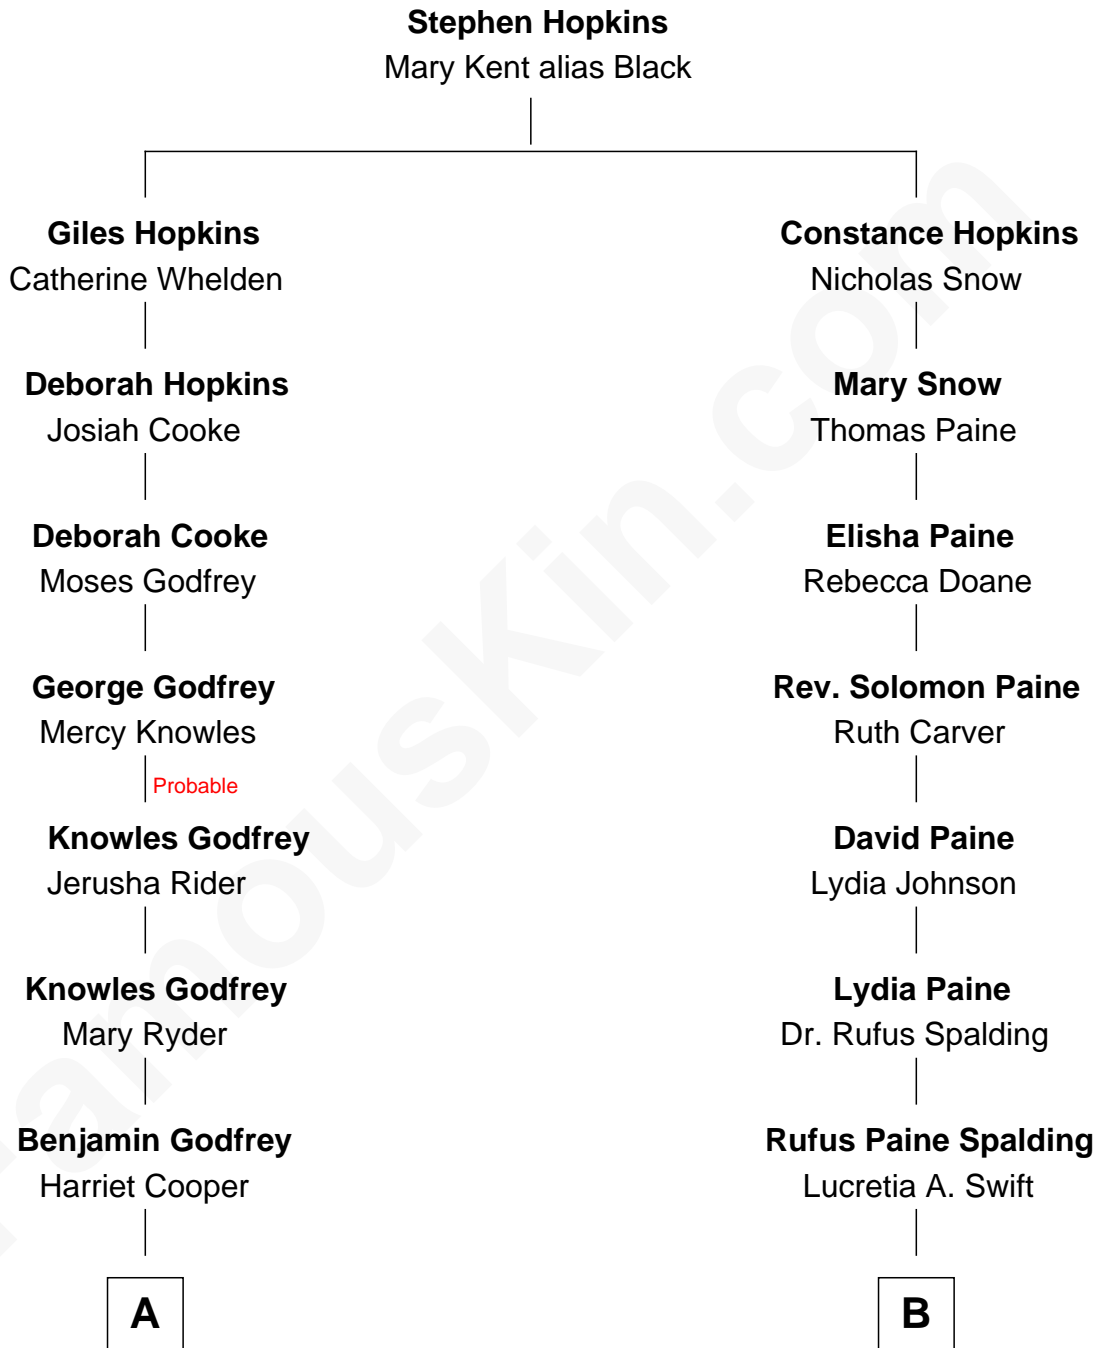 Stephen Hopkins
Mary Kent alias Black
Giles Hopkins
Catherine Whelden
Constance Hopkins
Nicholas Snow
Deborah Hopkins
Josiah Cooke
Mary Snow
Thomas Paine
Deborah Cooke
Moses Godfrey
Elisha Paine
Rebecca Doane
George Godfrey
Mercy Knowles
Rev. Solomon Paine
Ruth Carver
Probable
Knowles Godfrey
Jerusha Rider
David Paine
Lydia Johnson
Knowles Godfrey
Mary Ryder
Lydia Paine
Dr. Rufus Spalding
Benjamin Godfrey
Harriet Cooper
Rufus Paine Spalding
Lucretia A. Swift
A
B
FamousKin.com